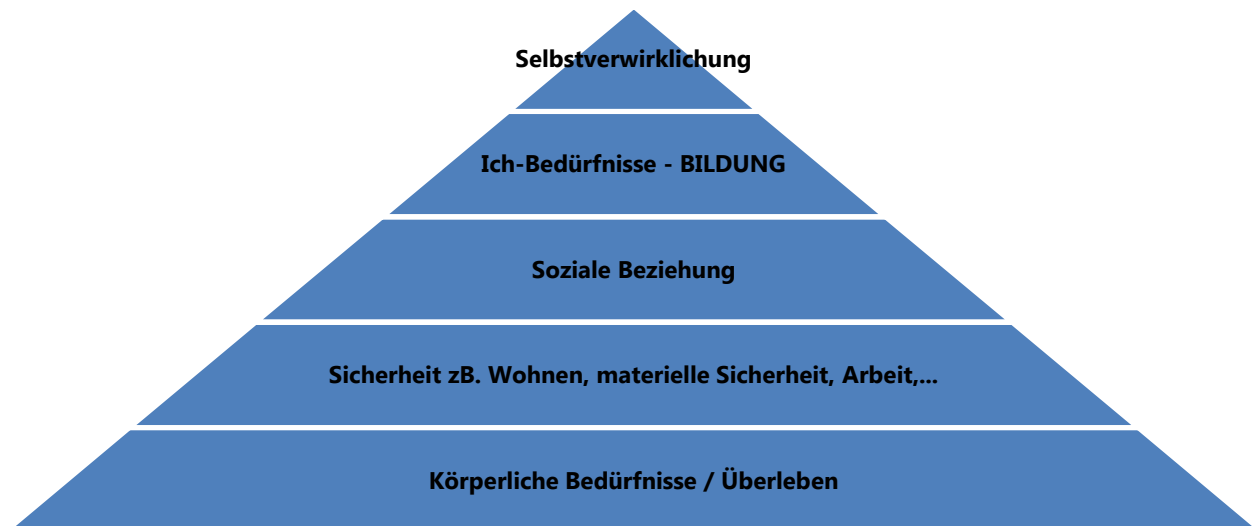 Selbstverwirklichung
Ich-Bedürfnisse - BILDUNG
Soziale Beziehung
Sicherheit zB. Wohnen, materielle Sicherheit, Arbeit,...
Körperliche Bedürfnisse / Überleben